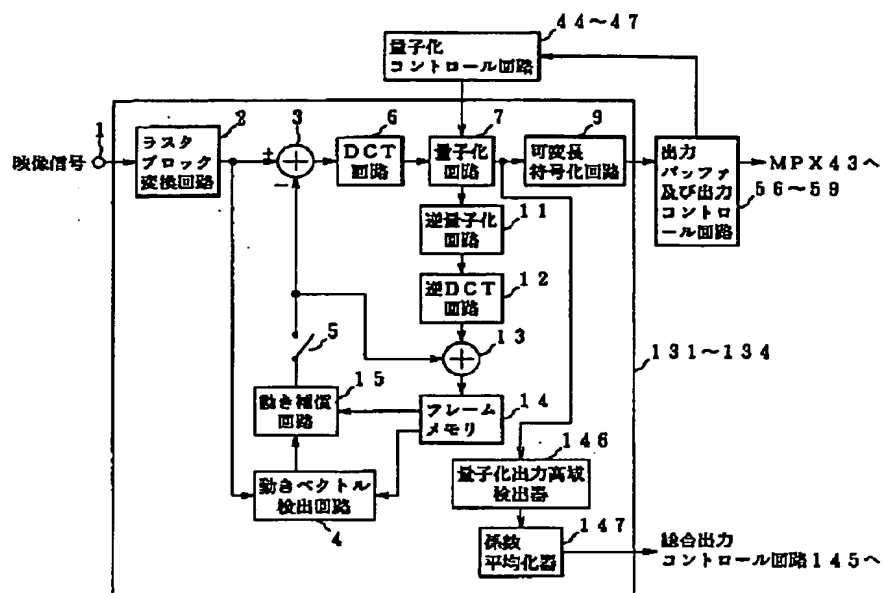 44～47
量子化
コントロール回路
1
映像信号
2
ラスタ
ブロック
変換回路
3
+
-
6
DCT
回路
7
量子化回路
9
可変長
符号化回路
出力
バッファ
及び出力
コントロ
ール回路
MPX43へ
56～59
逆量子化
回路
11
逆DCT
回路
12
13
5
15
動き補償
回路
フレーム
メモリ
14
131～134
動きベクトル
検出回路
4
146
量子化出力高域
検出器
147
係数
平均化器
総合出力
コントロール回路145へ